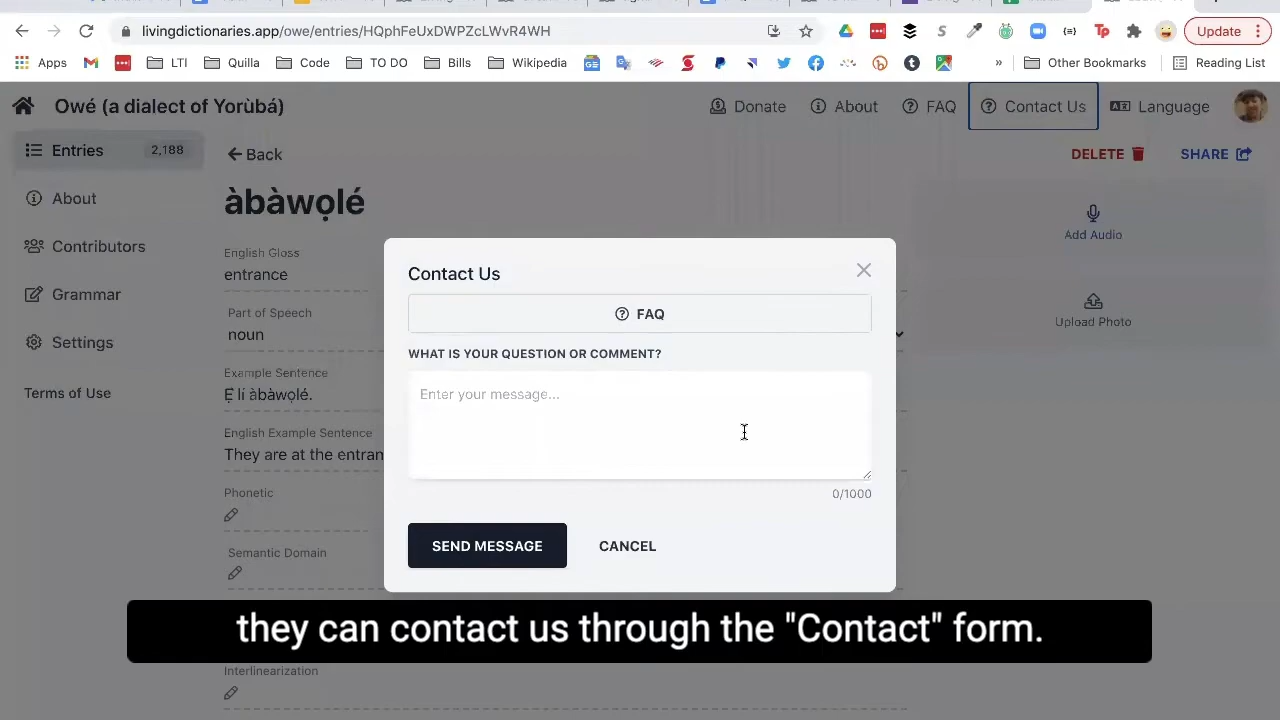 livingdictionaries.app/owe/entries/HQphFeUxDWPZcLWvR4WH
Update
Apps
LTI
Quilla
Code
TO DO
Bills
Wikipedia
»
Other Bookmarks
Reading List
Owé (a dialect of Yorùbá)
Donate
About
FAQ
Contact Us
Language
Entries 2,188
About
Contributors
Grammar
Settings
Terms of Use
Back
DELETE
SHARE
àbàwọlé
English Gloss
entrance
Part of Speech
noun
Example Sentence
Ẹ́ lí àbàwọlé.
English Example Sentence
They are at the entran
Phonetic
Semantic Domain
Interlinearization
Add Audio
Upload Photo
Contact Us
FAQ
WHAT IS YOUR QUESTION OR COMMENT?
Enter your message...
0/1000
SEND MESSAGE
CANCEL
they can contact us through the "Contact" form.